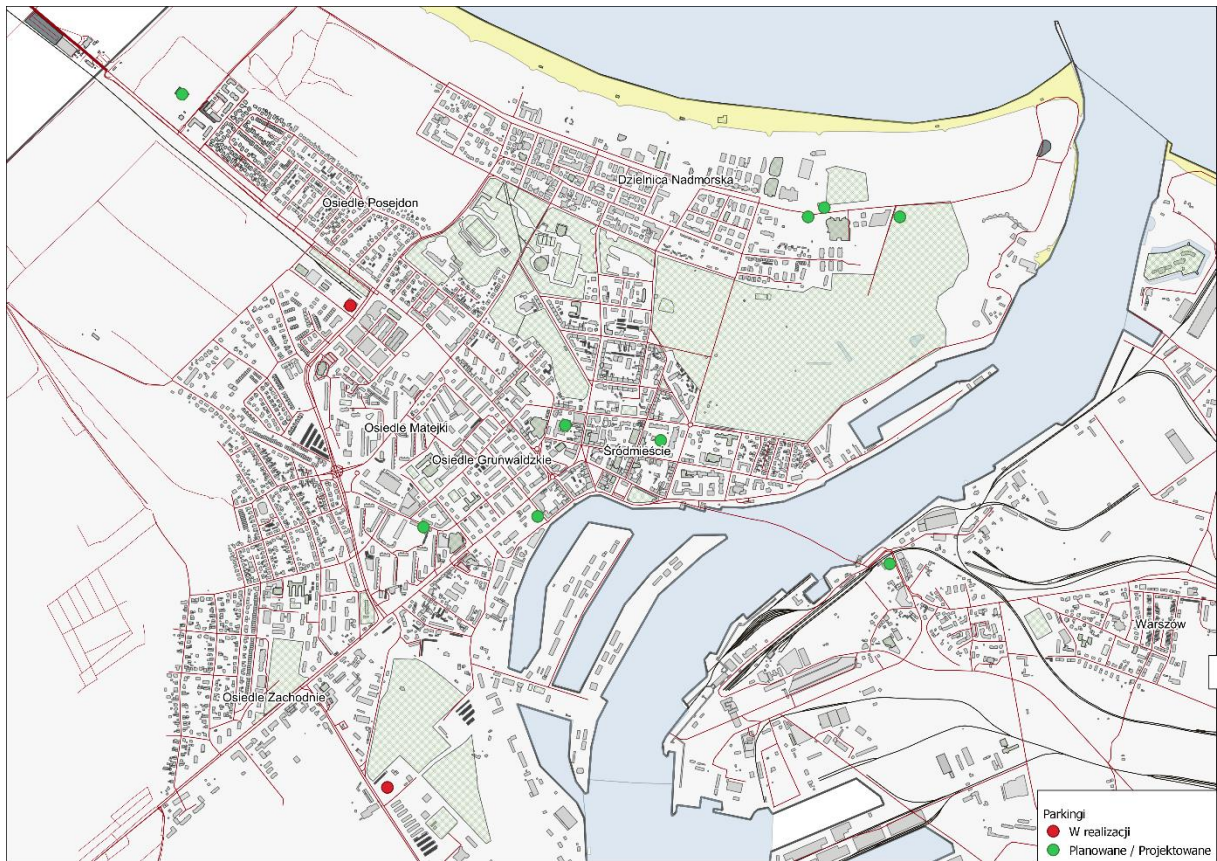 Dzielnica Nadmorska
Osiedle Posejdon
Osiedle Matejki
Osiedle Grunwaldzkie
Śródmieście
Warszów
Osiedle Zachodnie
Parkingi
W realizacji
Planowane / Projektowane